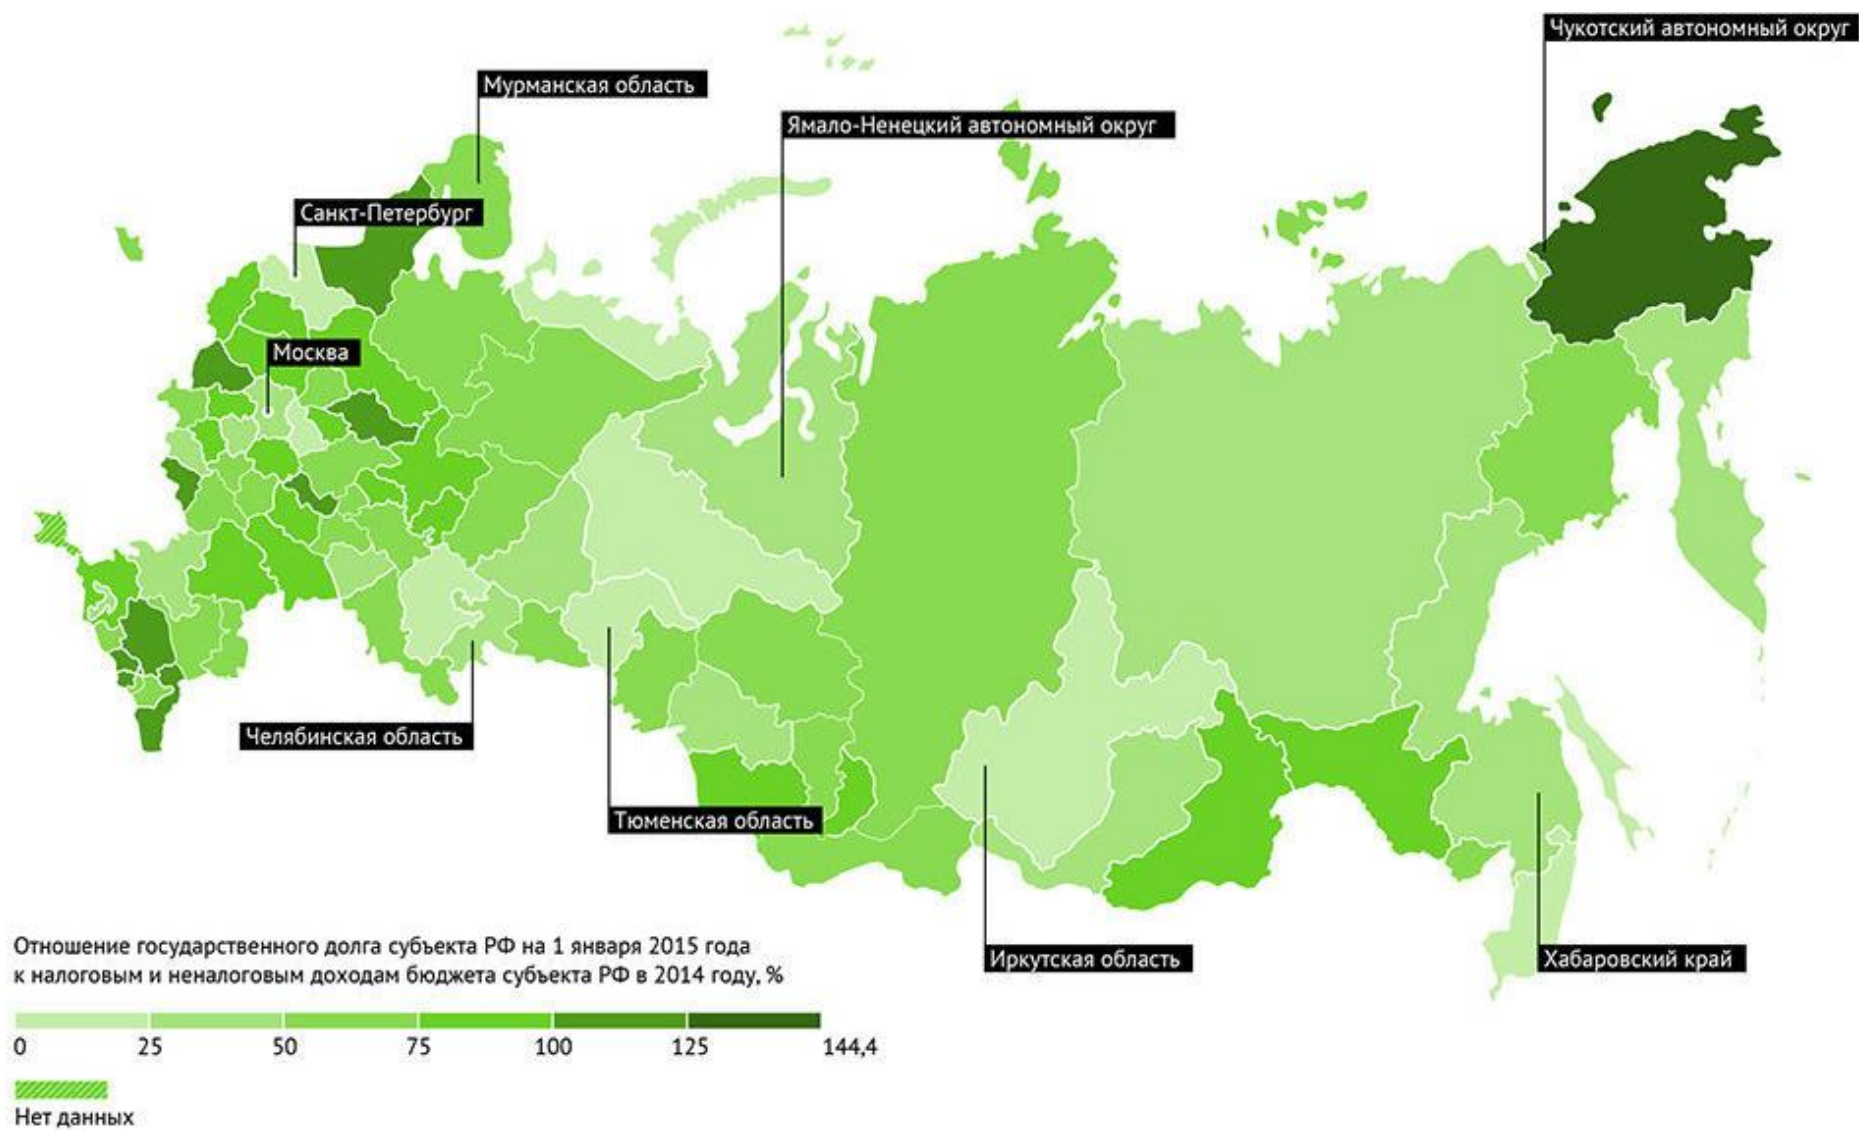 Чукотский автономный округ
Мурманская область
Ямало-Ненецкий автономный округ
Санкт-Петербург
Москва
Челябинская область
Тюменская область
Иркутская область
Хабаровский край
Отношение государственного долга субъекта РФ на 1 января 2015 года
к налоговым и неналоговым доходам бюджета субъекта РФ в 2014 году, %
0 25 50 75 100 125 144,4
Нет данных